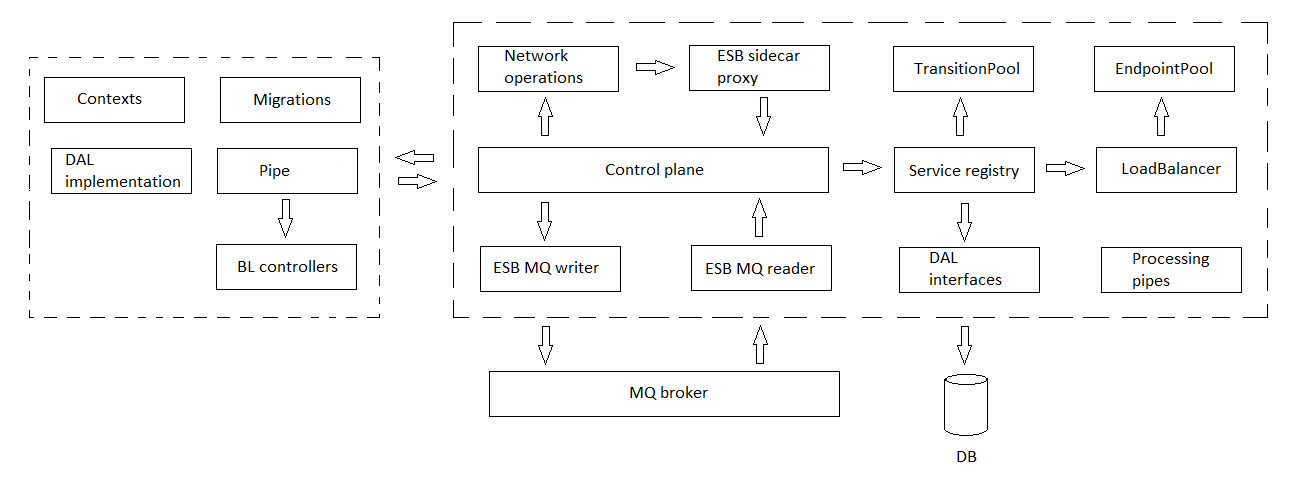 Contexts
Migrations
DAL
implementation
Pipe
BL controllers
Network
operations
ESB sidecar
proxy
TransitionPool
EndpointPool
Control plane
Service registry
LoadBalancer
ESB MQ writer
ESB MQ reader
DAL
interfaces
Processing
pipes
MQ broker
DB